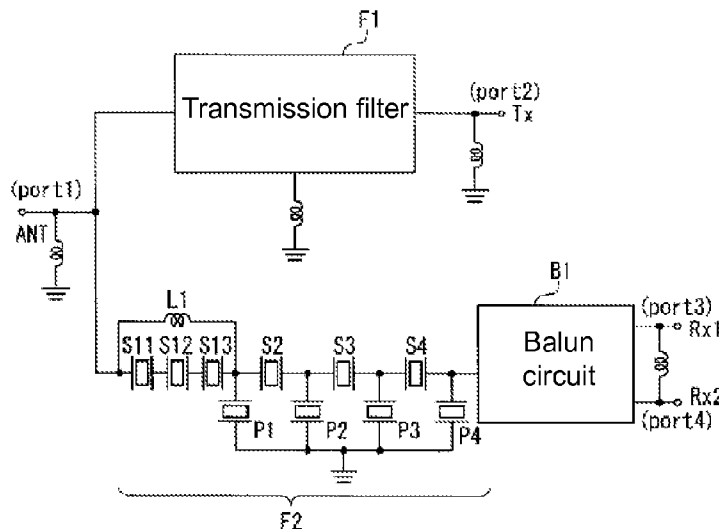 F1
Transmission filter
(port2)
Tx
(port1)
ANT
L1
B1
S11 S12 S13 S2 S3 S4
Balun
circuit
(port3)
Rx1
Rx2
(port4)
P1 P2 P3 P4
F2